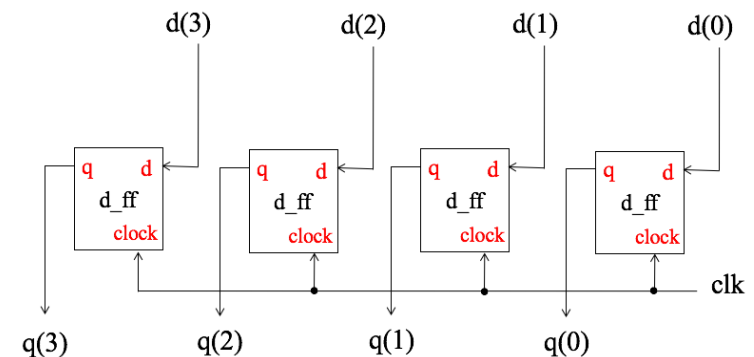 d(3) d(2) d(1) d(0)
q d q d q d q d
d_ff d_ff d_ff d_ff
clock clock clock clock
clk
q(3) q(2) q(1) q(0)